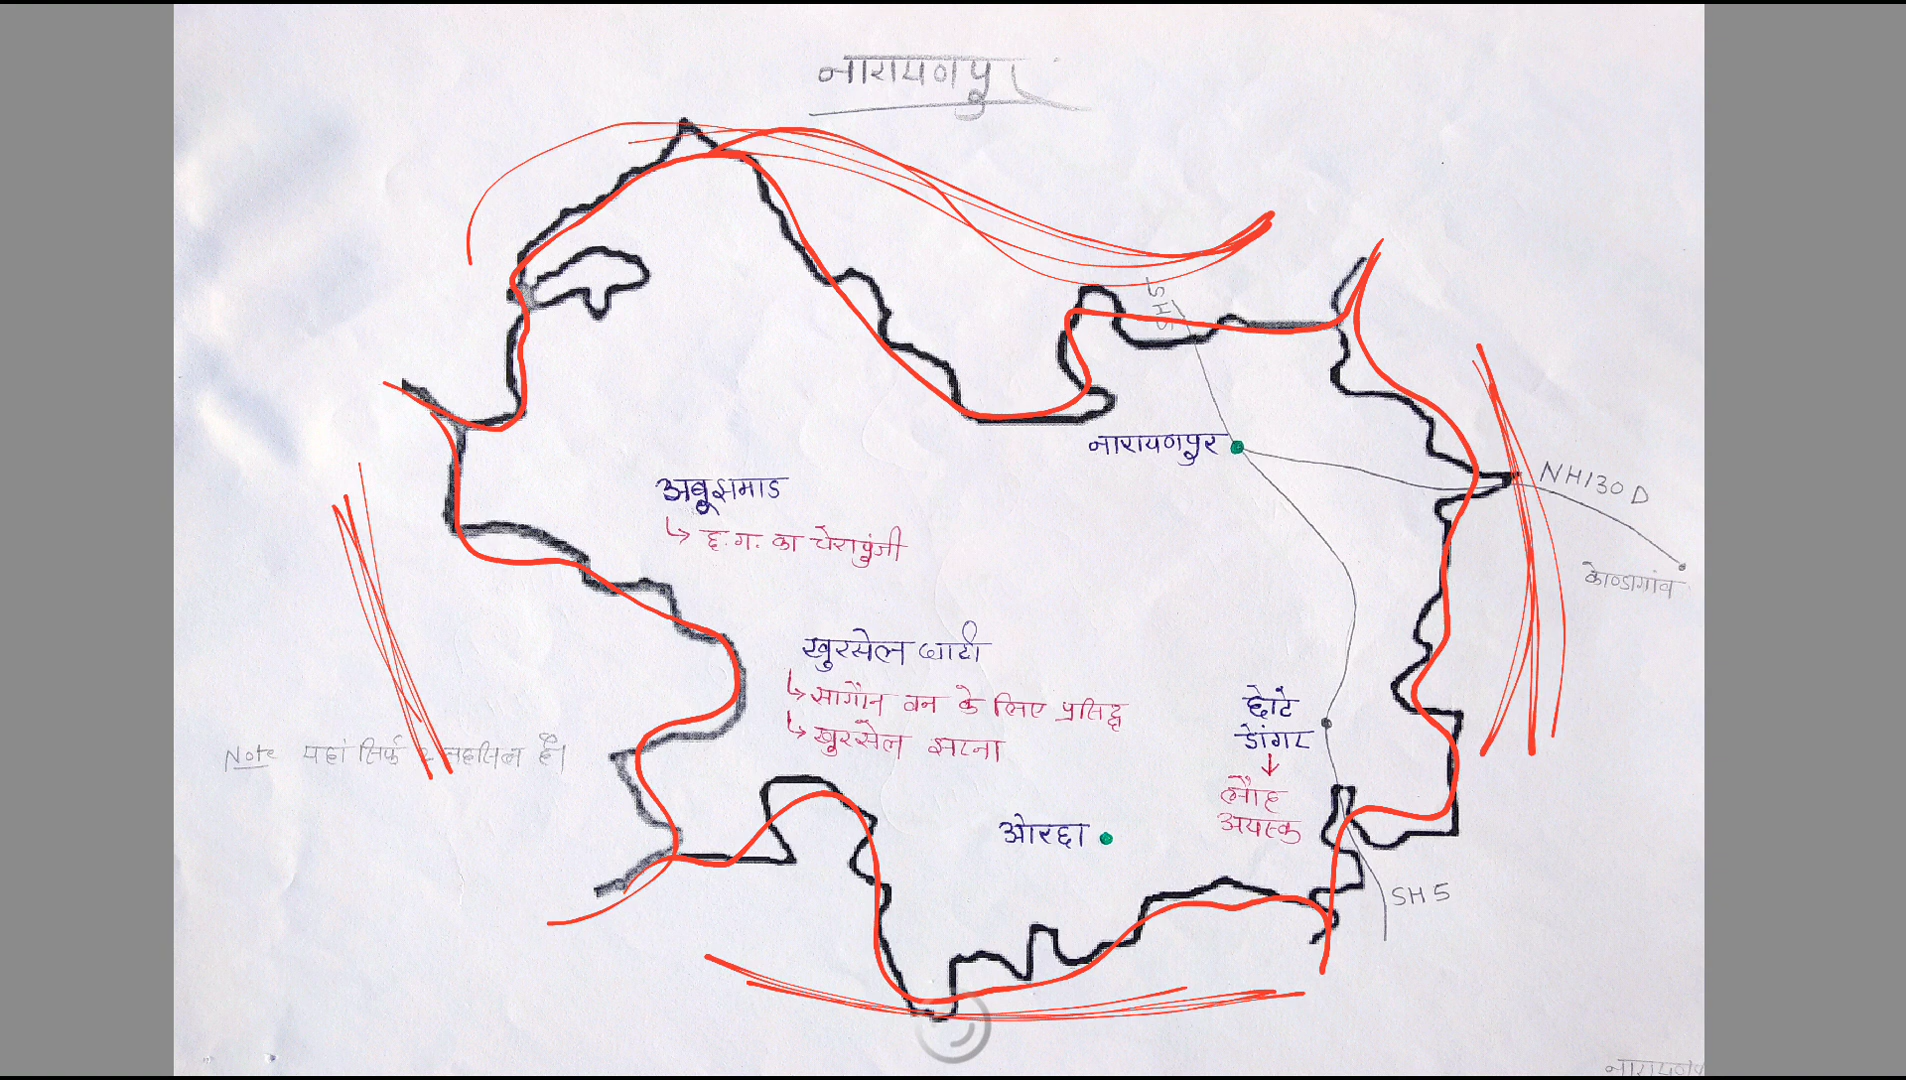 नारायणपुर
SH5
नारायणपुर
NH130 D
कोण्डागांव
अबूझमाड
↳ छ.ग. का चेरापुंजी
खुरसेल घाटी
↳ सागौन वन के लिए प्रसिद्ध
↳ खुरसेल झरना
छोटे
डोंगर
↓
लौह
अयस्क
Note यहां सिर्फ 2 तहसिल है।
ओरछा
SH5